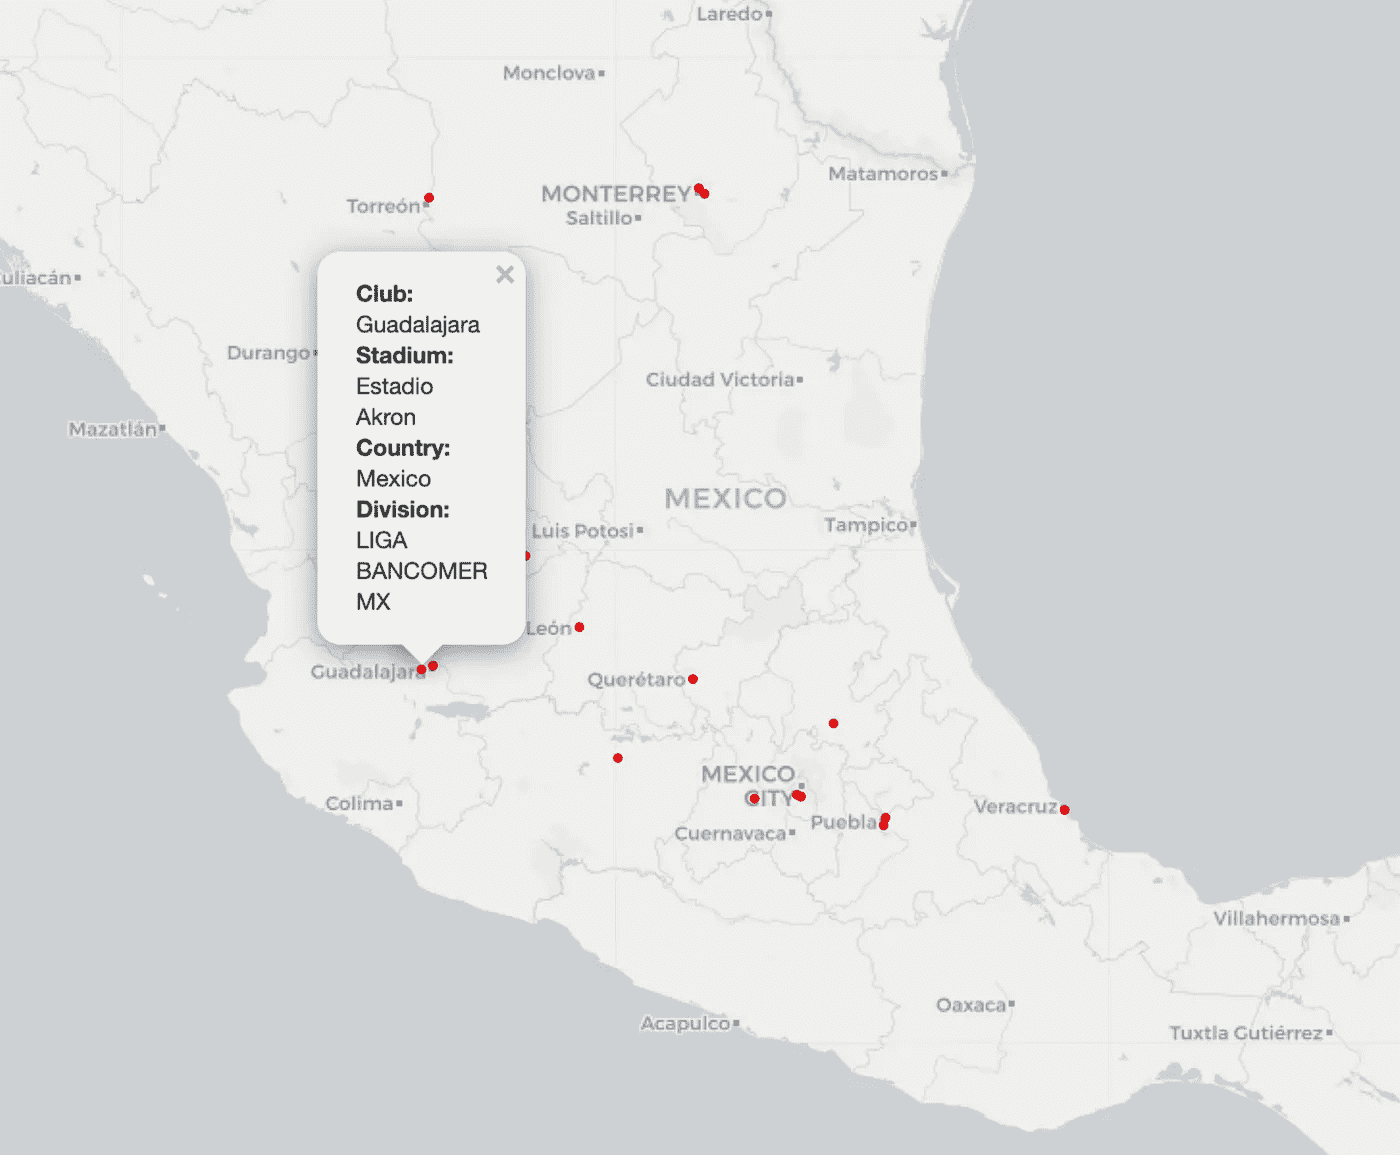 Laredo
Monclova
Matamoros
MONTERREY
Torreón
Saltillo
uliacán
×
Club:
Guadalajara
Stadium:
Estadio
Akron
Country:
Mexico
Division:
LIGA
BANCOMER
MX
Durango
Ciudad Victoria
Mazatlán
MEXICO
Tampico
Luis Potosi
León
Guadalajara
Querétaro
MEXICO
CITY
Colima
Veracruz
Puebla
Cuernavaca
Villahermosa
Oaxaca
Acapulco
Tuxtla Gutiérrez